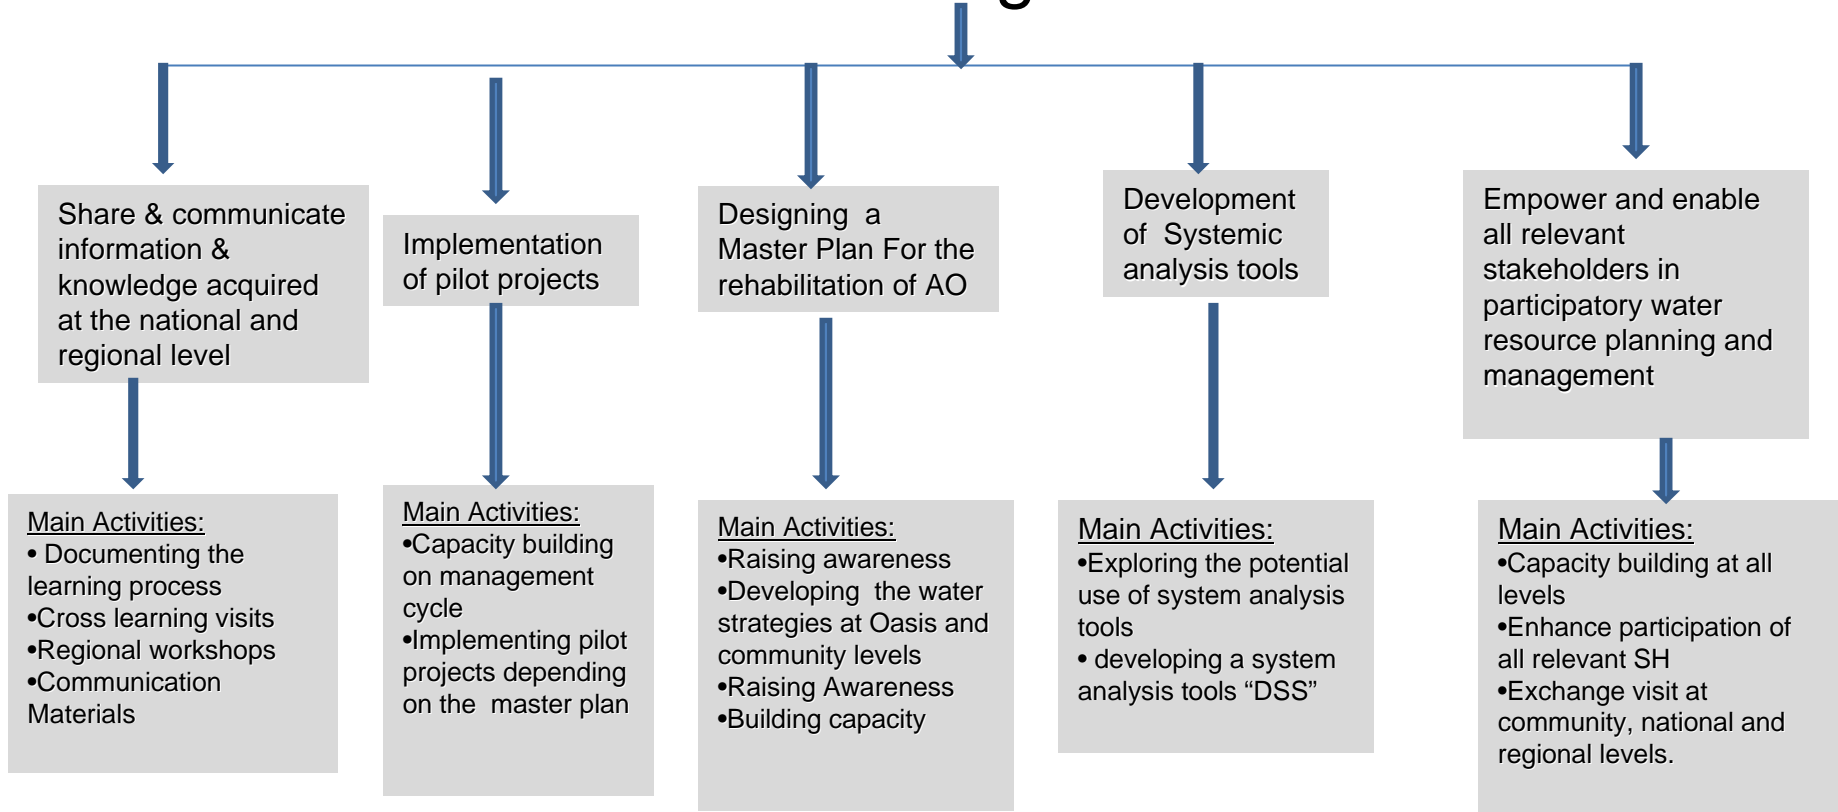 Share & communicate
information &
knowledge acquired
at the national and
regional level
Implementation
of pilot projects
Designing  a
Master Plan For the
rehabilitation of AO
Development
of  Systemic
analysis tools
Empower and enable
all relevant
stakeholders in
participatory water
resource planning and
management
Main Activities:
• Documenting the
learning process
•Cross learning visits
•Regional workshops
•Communication
Materials
Main Activities:
•Capacity building
on management
cycle
•Implementing pilot
projects depending
on the  master plan
Main Activities:
•Raising awareness
•Developing  the water
strategies at Oasis and
community levels
•Raising Awareness
•Building capacity
Main Activities:
•Exploring the potential
use of system analysis
tools
• developing a system
analysis tools “DSS”
Main Activities:
•Capacity building at all
levels
•Enhance participation of
all relevant SH
•Exchange visit at
community, national and
regional levels.